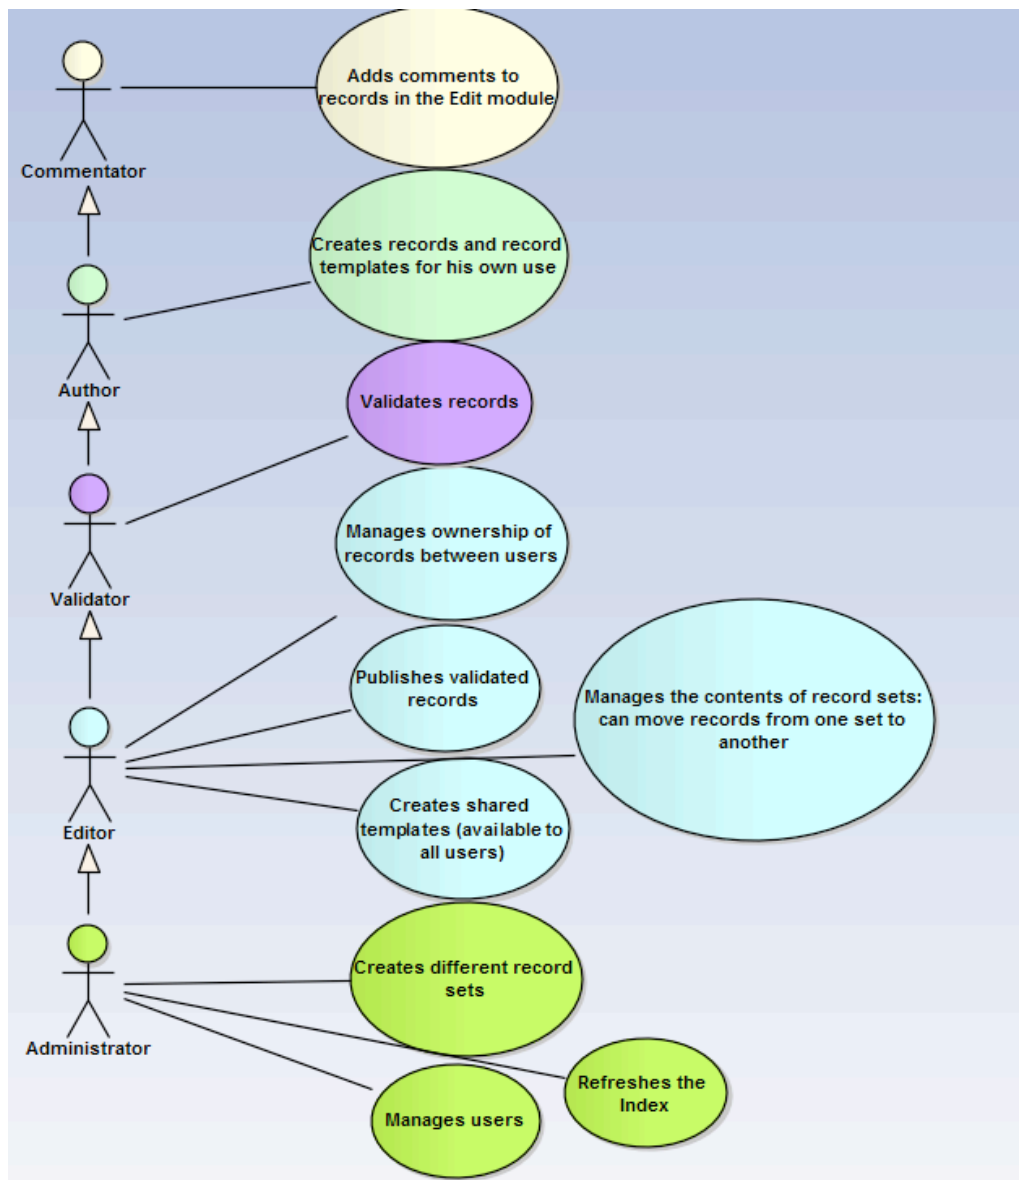 Adds comments to
records in the Edit module
Commentator
Creates records and record
templates for his own use
Author
Validates records
Validator
Manages ownership of
records between users
Publishes validated
records
Manages the contents of record sets:
can move records from one set to
another
Creates shared
templates (available to
all users)
Editor
Creates different record
sets
Administrator
Refreshes the
Index
Manages users